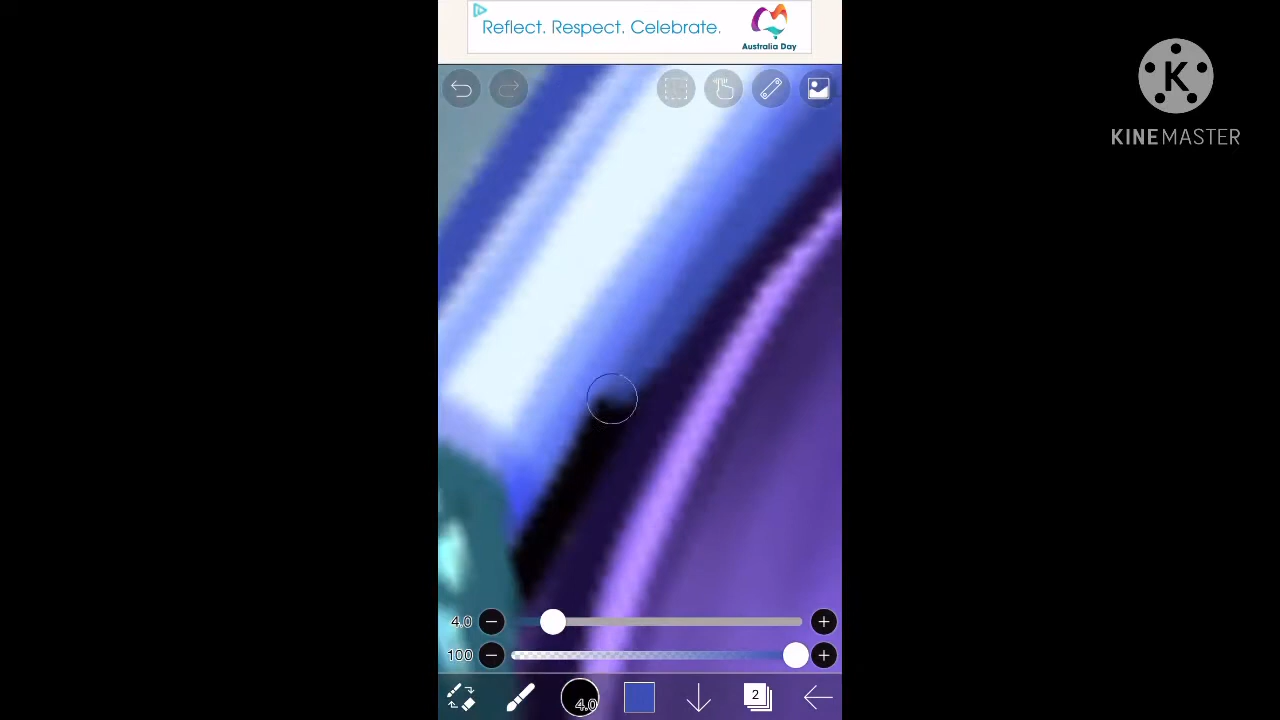 Reflect. Respect. Celebrate.
Australia Day
K
KINEMASTER
4.0
100
4.0
2